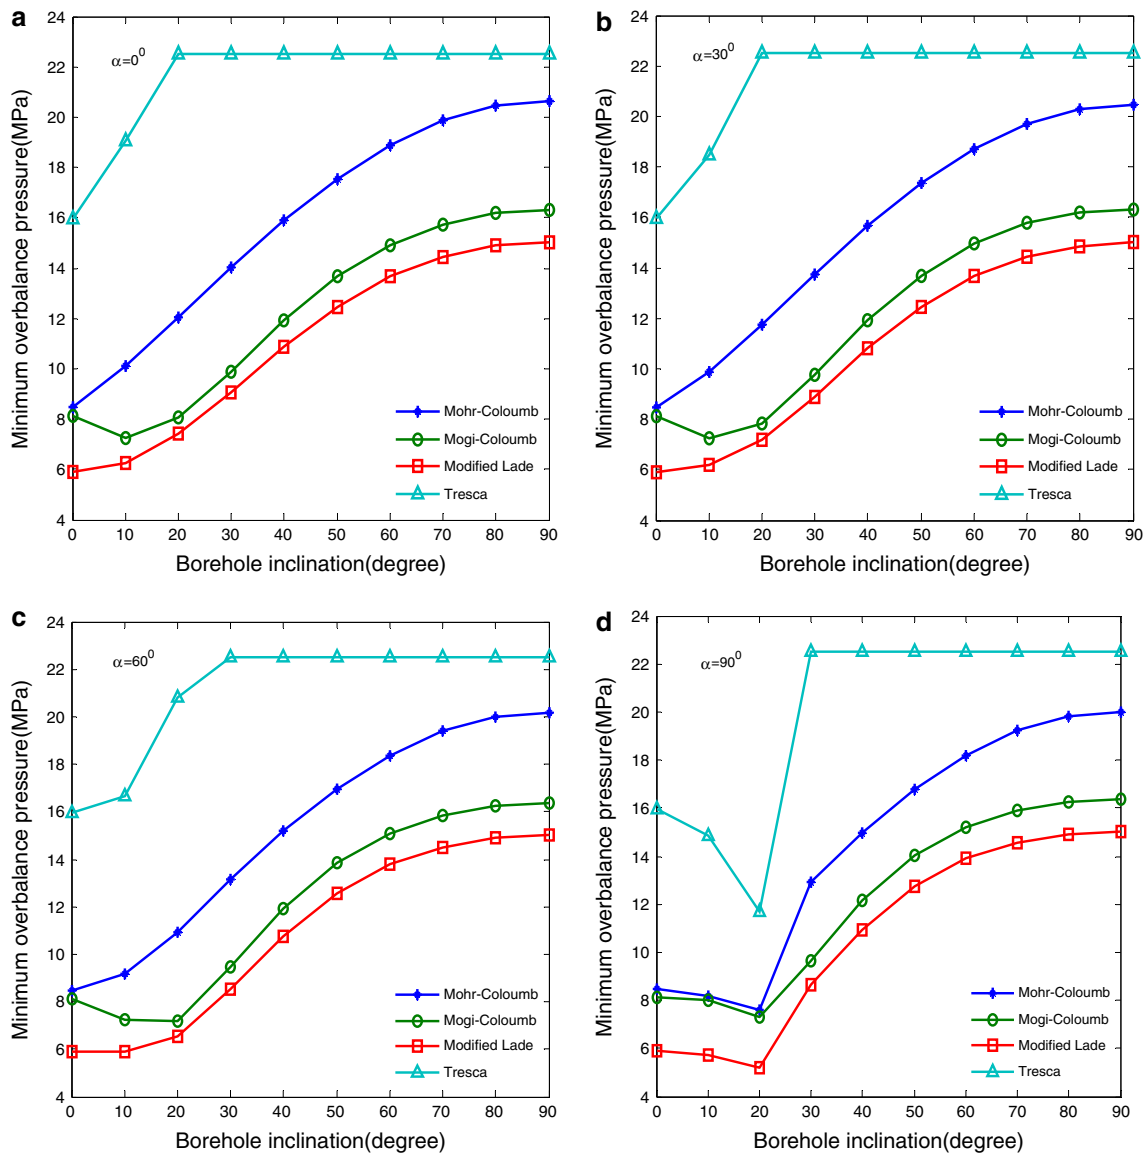 a
α=0⁰
Minimum overbalance pressure(MPa)
24
22
20
18
16
14
12
10
8
6
4
Mohr-Coloumb
Mogi-Coloumb
Modified Lade
Tresca
0 10 20 30 40 50 60 70 80 90
Borehole inclination(degree)
b
α=30⁰
Minimum overbalance pressure(MPa)
24
22
20
18
16
14
12
10
8
6
4
Mohr-Coloumb
Mogi-Coloumb
Modified Lade
Tresca
0 10 20 30 40 50 60 70 80 90
Borehole inclination(degree)
c
α=60⁰
Minimum overbalance pressure(MPa)
24
22
20
18
16
14
12
10
8
6
4
Mohr-Coloumb
Mogi-Coloumb
Modified Lade
Tresca
0 10 20 30 40 50 60 70 80 90
Borehole inclination(degree)
d
α=90⁰
Minimum overbalance pressure(MPa)
24
22
20
18
16
14
12
10
8
6
4
Mohr-Coloumb
Mogi-Coloumb
Modified Lade
Tresca
0 10 20 30 40 50 60 70 80 90
Borehole inclination(degree)